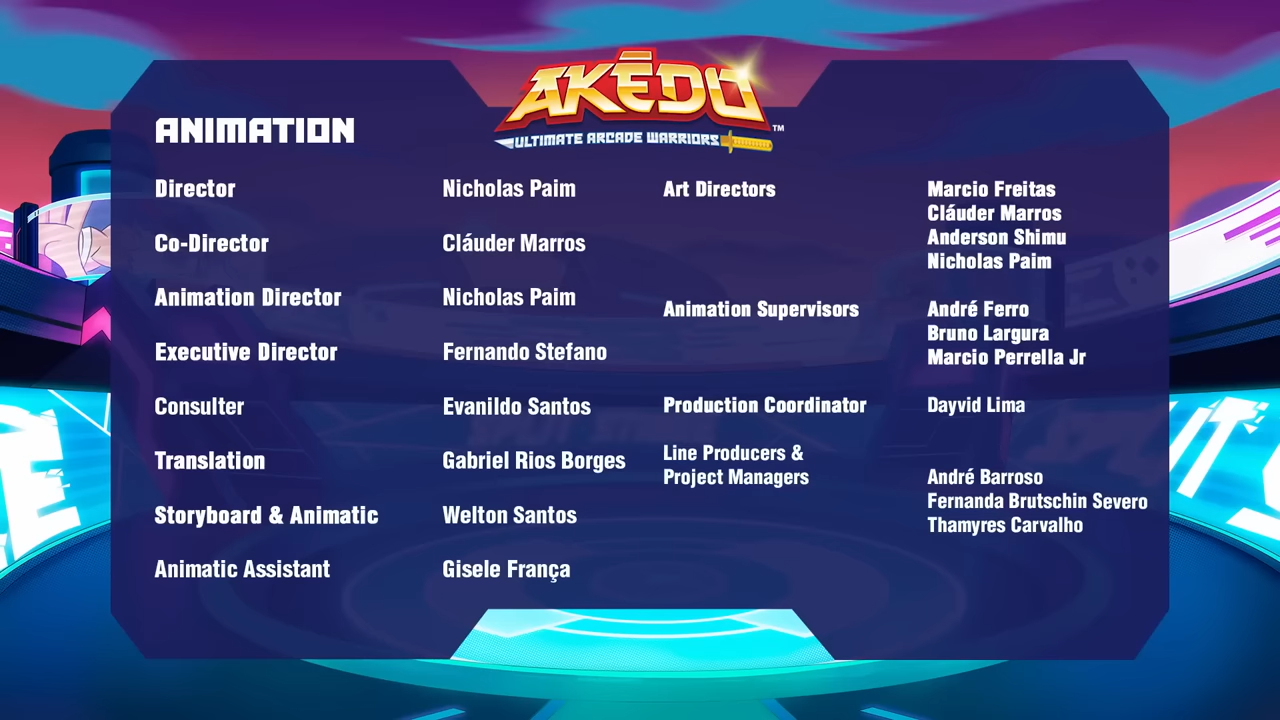 AKEDO™
ULTIMATE ARCADE WARRIORS
ANIMATION
Director Nicholas Paim
Co-Director Cláuder Marros
Animation Director Nicholas Paim
Executive Director Fernando Stefano
Consulter Evanildo Santos
Translation Gabriel Rios Borges
Storyboard & Animatic Welton Santos
Animatic Assistant Gisele França
Art Directors Marcio Freitas
Cláuder Marros
Anderson Shimu
Nicholas Paim
Animation Supervisors André Ferro
Bruno Largura
Marcio Perrella Jr
Production Coordinator Dayvid Lima
Line Producers &
Project Managers André Barroso
Fernanda Brutschin Severo
Thamyres Carvalho